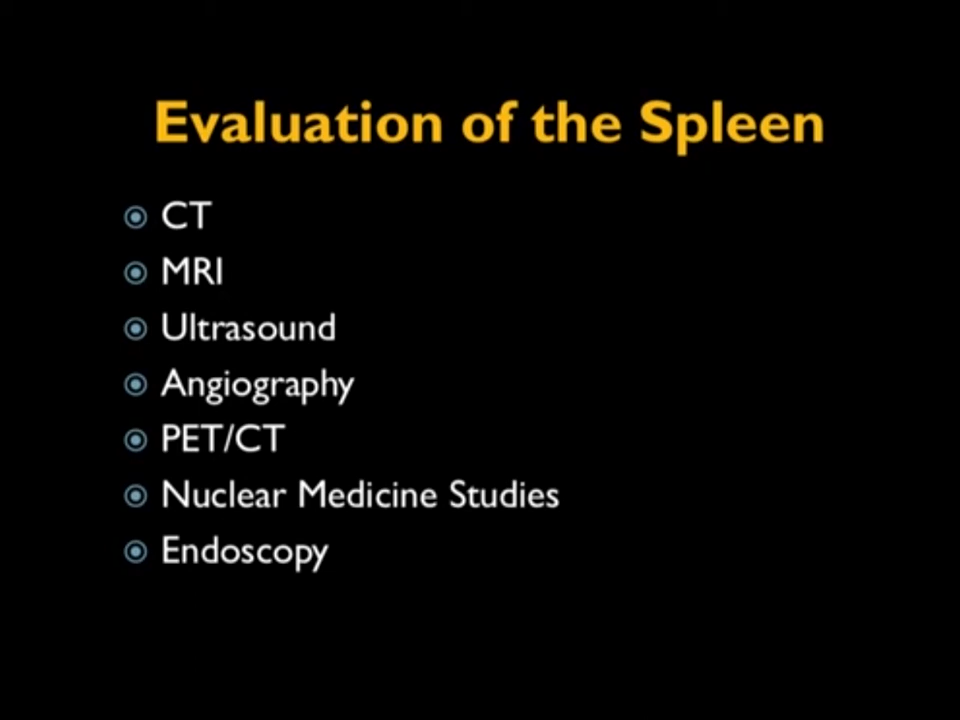 Evaluation of the Spleen
CT
MRI
Ultrasound
Angiography
PET/CT
Nuclear Medicine Studies
Endoscopy